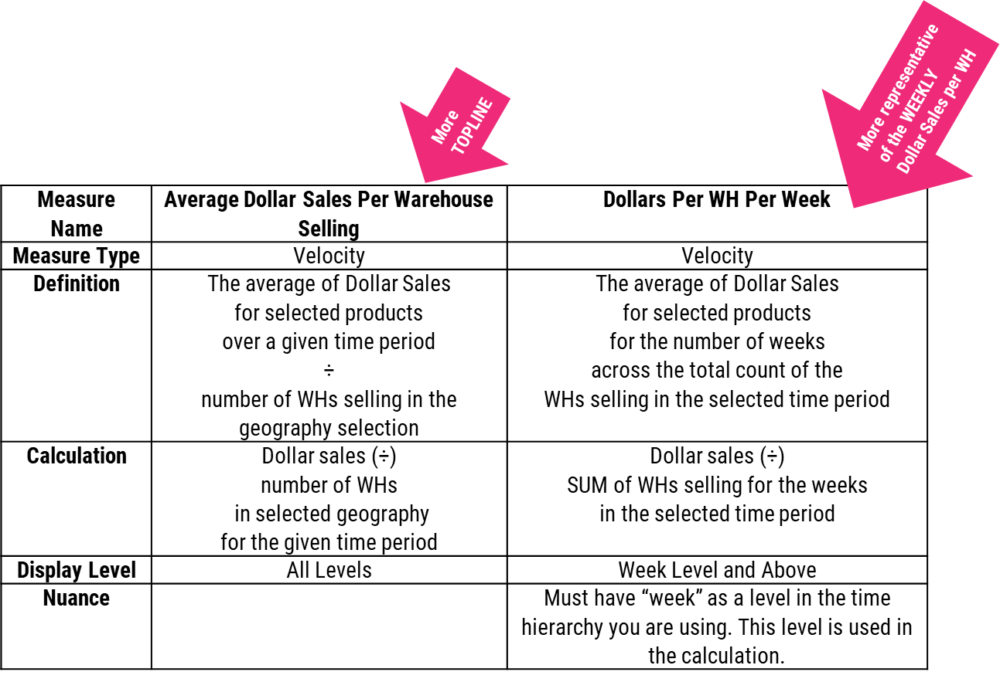 More
TOPLINE
More representative
of the WEEKLY
Dollar Sales per WH
Measure
Name
Average Dollar Sales Per Warehouse
Selling
Dollars Per WH Per Week
Measure Type
Velocity
Velocity
Definition
The average of Dollar Sales
for selected products
over a given time period
÷
number of WHs selling in the
geography selection
The average of Dollar Sales
for selected products
for the number of weeks
across the total count of the
WHs selling in the selected time period
Calculation
Dollar sales (÷)
number of WHs
in selected geography
for the given time period
Dollar sales (÷)
SUM of WHs selling for the weeks
in the selected time period
Display Level
All Levels
Week Level and Above
Nuance
Must have “week” as a level in the time
hierarchy you are using. This level is used in
the calculation.